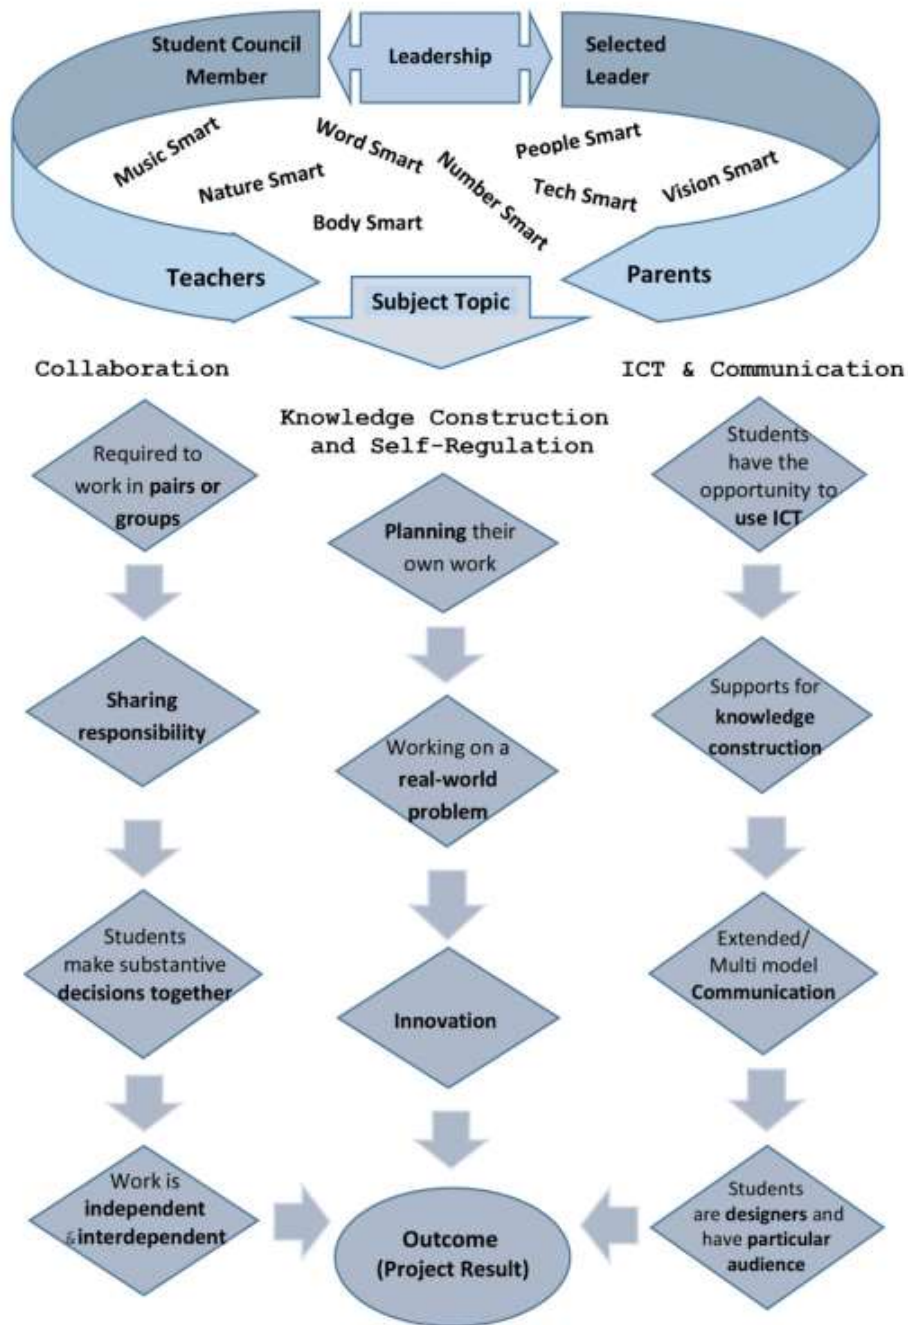 Student Council
Member
Leadership
Selected
Leader
Music Smart
Nature Smart
Word Smart
Body Smart
Number Smart
People Smart
Tech Smart
Vision Smart
Teachers
Subject Topic
Parents
Collaboration
Required to
work in pairs or
groups
Sharing
responsibility
Students
make substantive
decisions together
Work is
independent
&interdependent
Knowledge Construction
and Self-Regulation
Planning their
own work
Working on a
real-world
problem
Innovation
Outcome
(Project Result)
ICT & Communication
Students
have the
opportunity to
use ICT
Supports for
knowledge
construction
Extended/
Multi model
Communication
Students
are designers and
have particular
audience